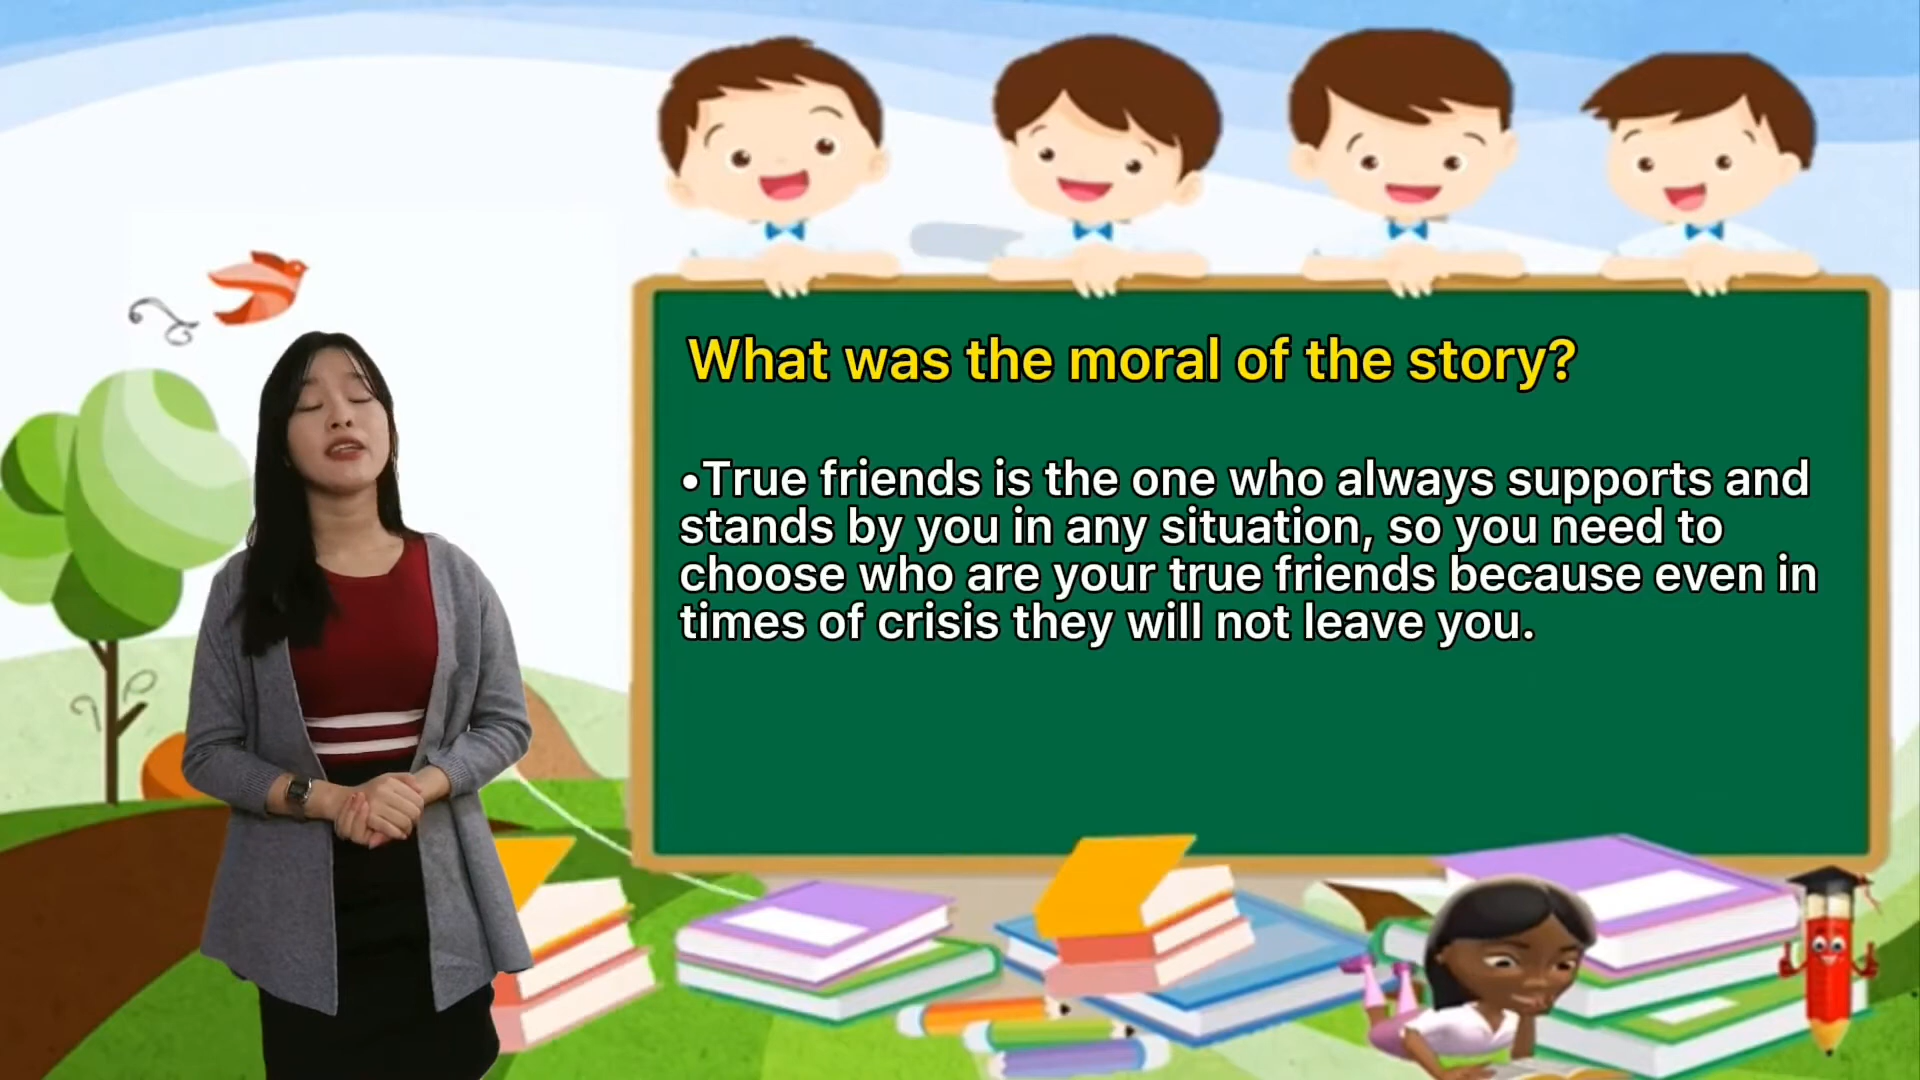 What was the moral of the story?
•True friends is the one who always supports and
stands by you in any situation, so you need to
choose who are your true friends because even in
times of crisis they will not leave you.